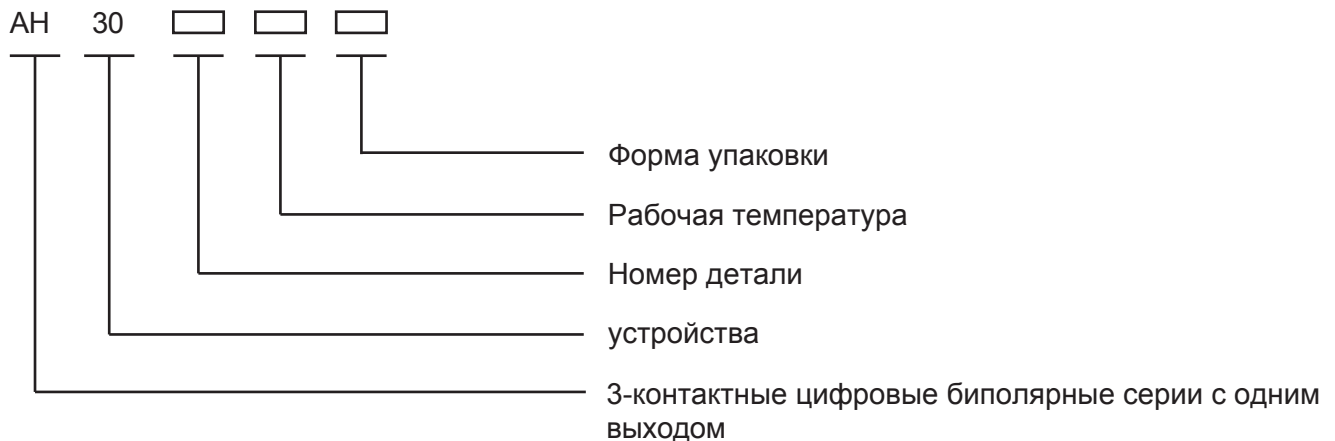 AH 30
Форма упаковки
Рабочая температура
Номер детали
устройства
3-контактные цифровые биполярные серии с одним
выходом